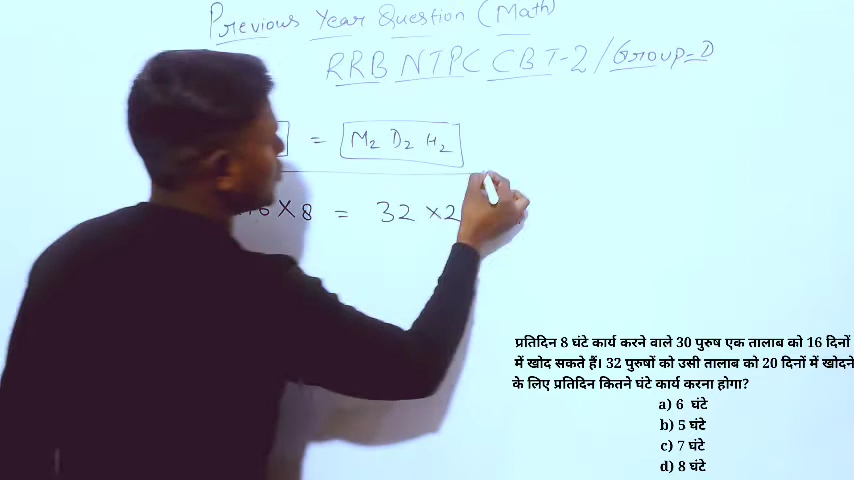 Previous Year Question (Math)
RRB NTPC CBT-2/Group-D
= M₂ D₂ H₂
6 × 8 = 32 × 2
प्रतिदिन 8 घंटे कार्य करने वाले 30 पुरुष एक तालाब को 16 दिनों
में खोद सकते हैं। 32 पुरुषों को उसी तालाब को 20 दिनों में खोदने
के लिए प्रतिदिन कितने घंटे कार्य करना होगा?
a) 6 घंटे
b) 5 घंटे
c) 7 घंटे
d) 8 घंटे